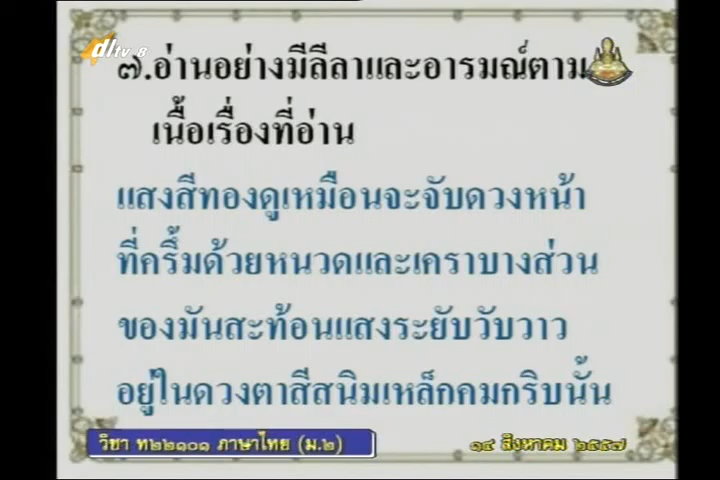 dltv 8
๗.อ่านอย่างมีลีลาและอารมณ์ตาม
เนื้อเรื่องที่อ่าน
แสงสีทองดูเหมือนจะจับดวงหน้า
ที่ครึ้มด้วยหนวดและเคราบางส่วน
ของมันสะท้อนแสงระยับวับวาว
อยู่ในดวงตาสีสนิมเหล็กคมกริบนั้น
วิชา ท๒๒๑๐๑ ภาษาไทย (ม.๒)
๑๔ สิงหาคม ๒๕๕๗